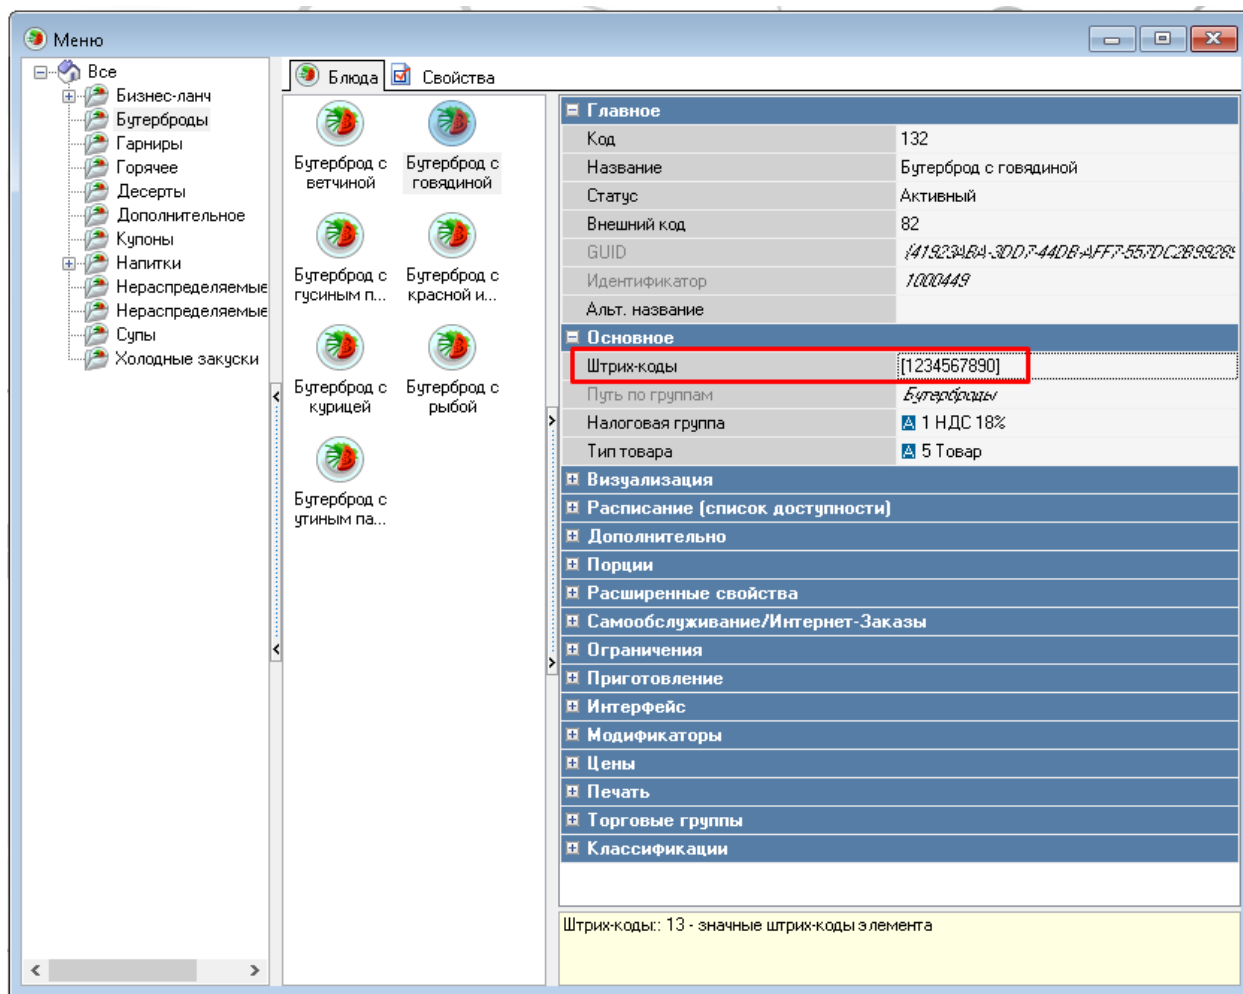 Меню
Все
Бизнес-ланч
Бутерброды
Гарниры
Горячее
Десерты
Дополнительное
Купоны
Напитки
Нераспределяемые
Нераспределяемые
Супы
Холодные закуски
Блюда
Свойства
Бутерброд с ветчиной
Бутерброд с говядиной
Бутерброд с гусиным п...
Бутерброд с красной и...
Бутерброд с курицей
Бутерброд с рыбой
Бутерброд с утиным па...
Главное
Код 132
Название Бутерброд с говядиной
Статус Активный
Внешний код 82
GUID
Идентификатор 1000449
Альт. название
Основное
Штрих-коды [1234567890]
Путь по группам Бутерброды
Налоговая группа 1 НДС 18%
Тип товара 5 Товар
Визуализация
Расписание (список доступности)
Дополнительно
Порции
Расширенные свойства
Самообслуживание/Интернет-Заказы
Ограничения
Приготовление
Интерфейс
Модификаторы
Цены
Печать
Торговые группы
Классификации
Штрих-коды:: 13 - значные штрих-коды элемента